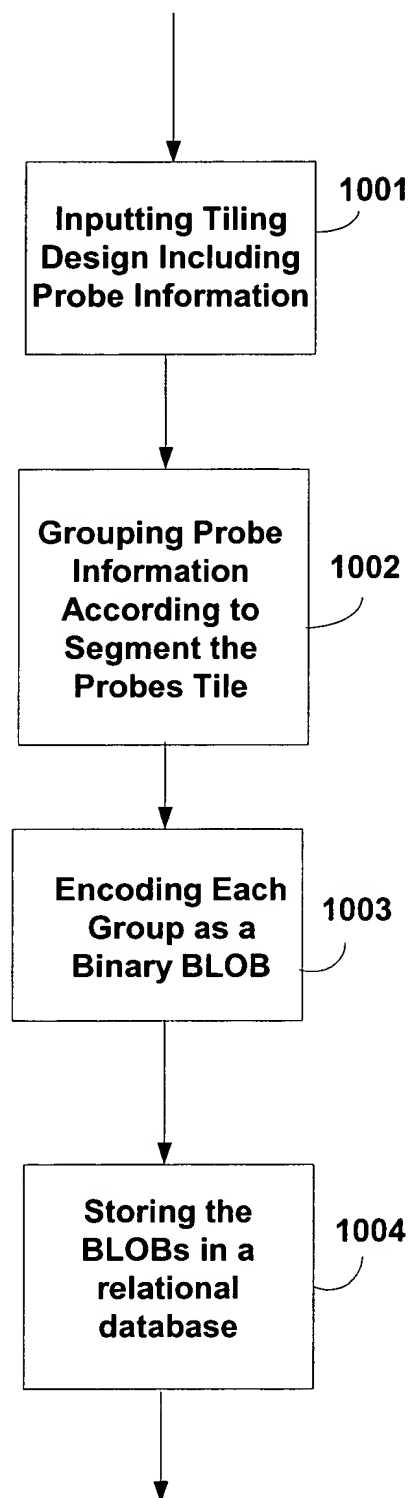 1001
Inputting Tiling
Design Including
Probe Information
Grouping Probe
Information
According to
Segment the
Probes Tile
1002
Encoding Each
Group as a
Binary BLOB
1003
Storing the
BLOBs in a
relational
database
1004